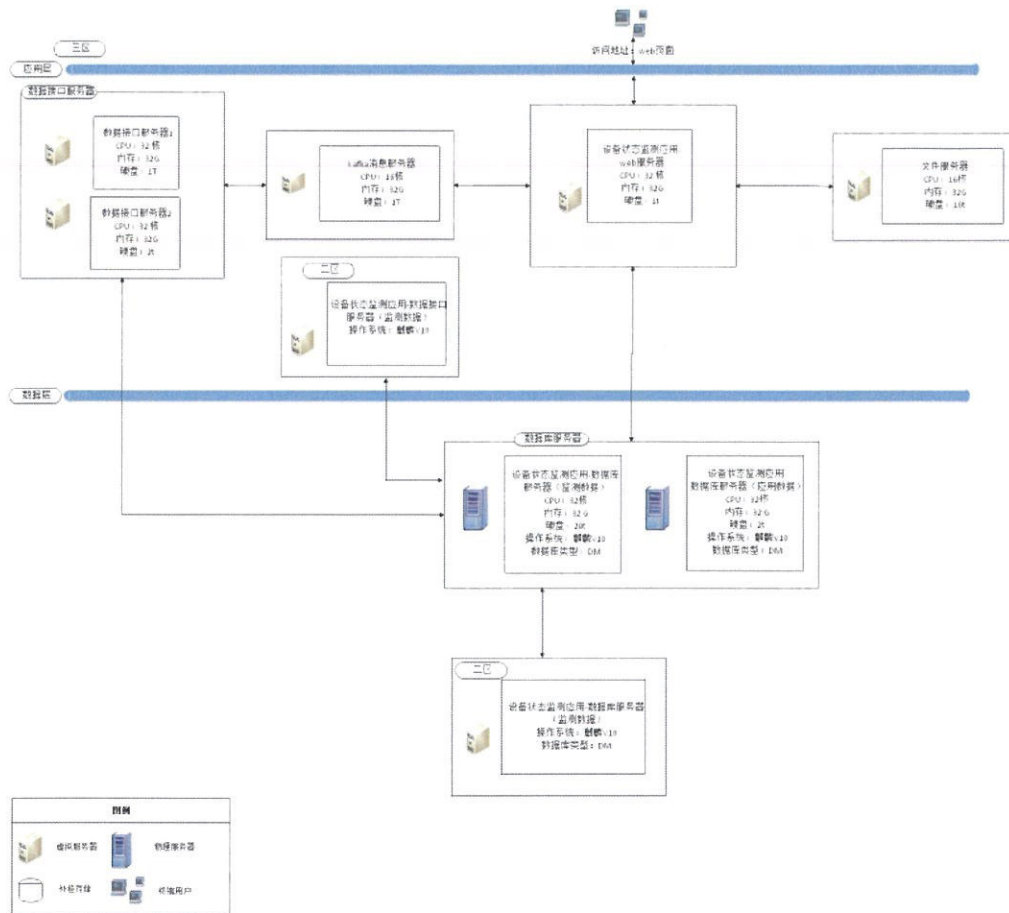 访问地址：web页面
三区
应用层
数据接口服务器
数据接口服务器1
CPU：32核
内存：32G
硬盘：1T
数据接口服务器2
CPU：32核
内存：32G
硬盘：2t
kafka消息服务器
CPU：16核
内存：32G
硬盘：1T
设备状态监测应用
web服务器
CPU：32核
内存：32G
硬盘：1t
文件服务器
CPU：16核
内存：32G
硬盘：10t
二区
设备状态监测应用-数据接口
服务器（监测数据）
操作系统：麒麟V10
数据层
数据库服务器
设备状态监测应用-数据库
服务器（监测数据）
CPU：32核
内存：32G
硬盘：20t
操作系统：麒麟V10
数据库类型：DM
设备状态监测应用
数据库服务器（应用数据）
CPU：32核
内存：32G
硬盘：2t
操作系统：麒麟V10
数据库类型：DM
二区
设备状态监测应用-数据库服务器
（监测数据）
操作系统：麒麟V10
数据库类型：DM
图例
虚拟服务器
物理服务器
外接存储
终端用户